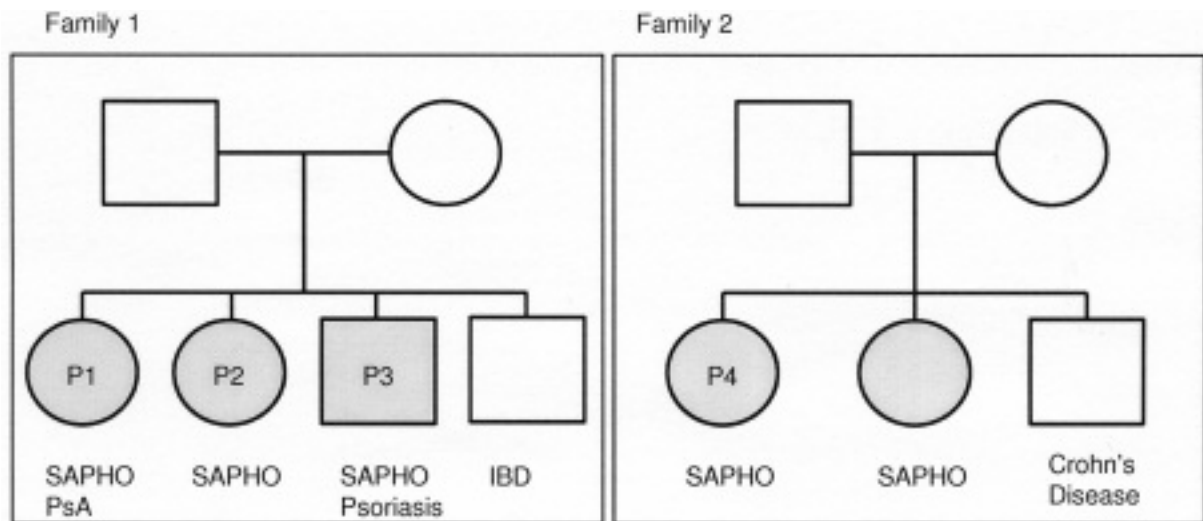 Family 1
Family 2
P1
P2
P3
P4
SAPHO
PsA
SAPHO
SAPHO
Psoriasis
IBD
SAPHO
SAPHO
Crohn's
Disease